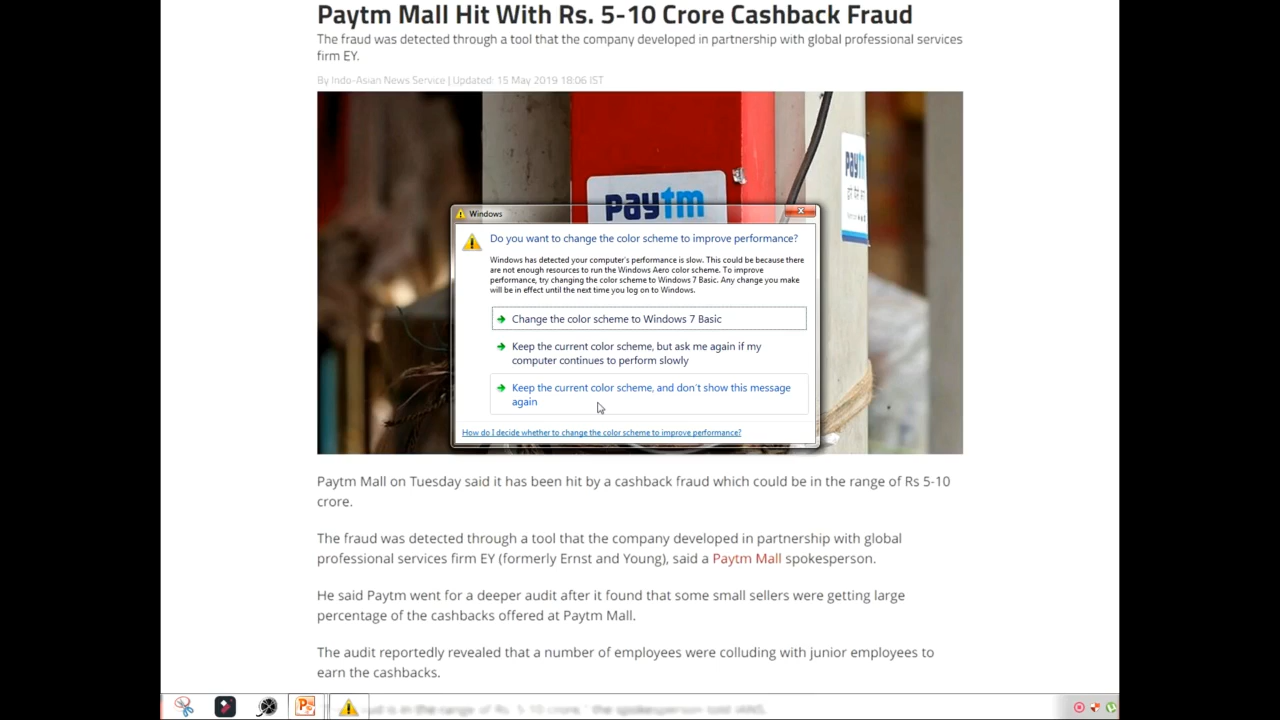 Paytm Mall Hit With Rs. 5-10 Crore Cashback Fraud
The fraud was detected through a tool that the company developed in partnership with global professional services
firm EY.
By Indo-Asian News Service | Updated: 15 May 2019 18:06 IST
paytm
paytm
Windows
Do you want to change the color scheme to improve performance?
Windows has detected your computer's performance is slow. This could be because there
are not enough resources to run the Windows Aero color scheme. To improve
performance, try changing the color scheme to Windows 7 Basic. Any change you make
will be in effect until the next time you log on to Windows.
Change the color scheme to Windows 7 Basic
Keep the current color scheme, but ask me again if my
computer continues to perform slowly
Keep the current color scheme, and don't show this message
again
How do I decide whether to change the color scheme to improve performance?
Paytm Mall on Tuesday said it has been hit by a cashback fraud which could be in the range of Rs 5-10
crore.
The fraud was detected through a tool that the company developed in partnership with global
professional services firm EY (formerly Ernst and Young), said a Paytm Mall spokesperson.
He said Paytm went for a deeper audit after it found that some small sellers were getting large
percentage of the cashbacks offered at Paytm Mall.
The audit reportedly revealed that a number of employees were colluding with junior employees to
earn the cashbacks.